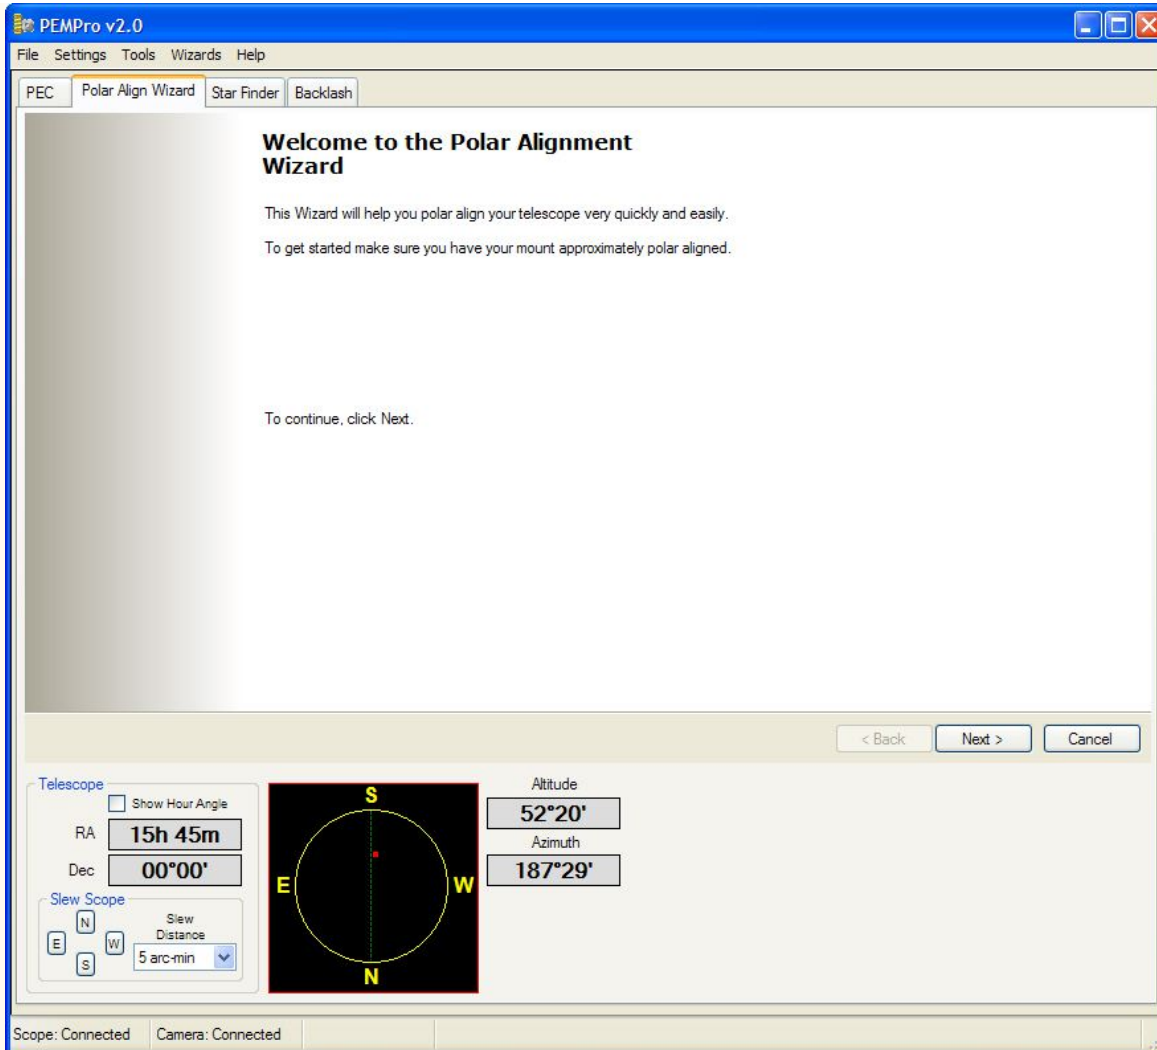 PEMPro v2.0
File Settings Tools Wizards Help
PEC Polar Align Wizard Star Finder Backlash
Welcome to the Polar Alignment
Wizard
This Wizard will help you polar align your telescope very quickly and easily.
To get started make sure you have your mount approximately polar aligned.
To continue, click Next.
< Back Next > Cancel
Telescope
Show Hour Angle
RA 15h 45m
Dec 00°00'
Slew Scope
N
E W
S
Slew
Distance
5 arc-min
S
E W
N
Altitude
52°20'
Azimuth
187°29'
Scope: Connected Camera: Connected